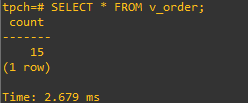 tpch=# SELECT * FROM v_order;
 count
-------
    15
(1 row)

Time: 2.679 ms